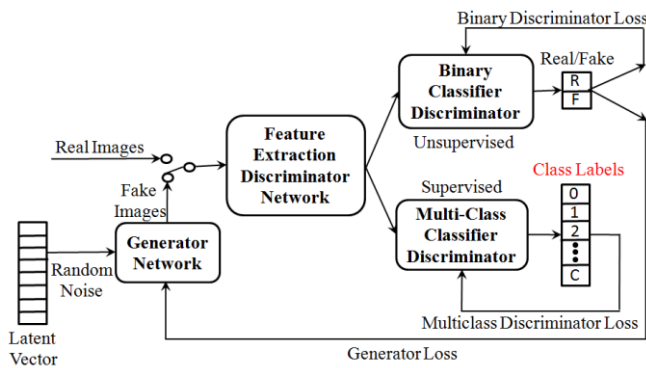 Binary Discriminator Loss
Real/Fake
R
F
Binary
Classifier
Discriminator
Unsupervised
Real Images
Feature
Extraction
Discriminator
Network
Fake
Images
Supervised
Class Labels
0
1
2
C
Multi-Class
Classifier
Discriminator
Generator
Network
Random
Noise
Latent
Vector
Multiclass Discriminator Loss
Generator Loss